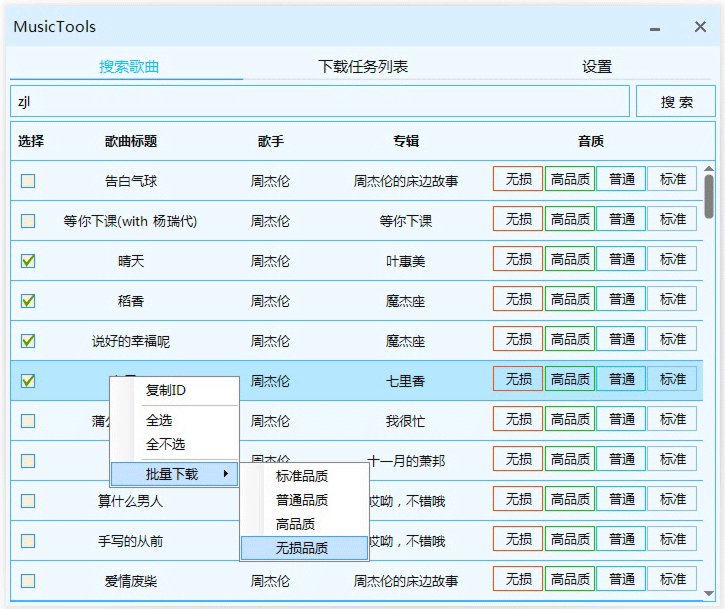 MusicTools
搜索歌曲 下载任务列表 设置
zjl 搜 索
选择 歌曲标题 歌手 专辑 音质
告白气球 周杰伦 周杰伦的床边故事 无损 高品质 普通 标准
等你下课(with 杨瑞代) 周杰伦 等你下课 无损 高品质 普通 标准
晴天 周杰伦 叶惠美 无损 高品质 普通 标准
稻香 周杰伦 魔杰座 无损 高品质 普通 标准
说好的幸福呢 周杰伦 魔杰座 无损 高品质 普通 标准
周杰伦 七里香 无损 高品质 普通 标准
复制ID
全选
蒲 周杰伦 我很忙 无损 高品质 普通 标准
全不选
周杰伦 十一月的萧邦 无损 高品质 普通 标准
批量下载
标准品质
算什么男人 哎呦，不错哦 无损 高品质 普通 标准
普通品质
高品质
手写的从前 哎呦，不错哦 无损 高品质 普通 标准
无损品质
爱情废柴 周杰伦 周杰伦的床边故事 无损 高品质 普通 标准